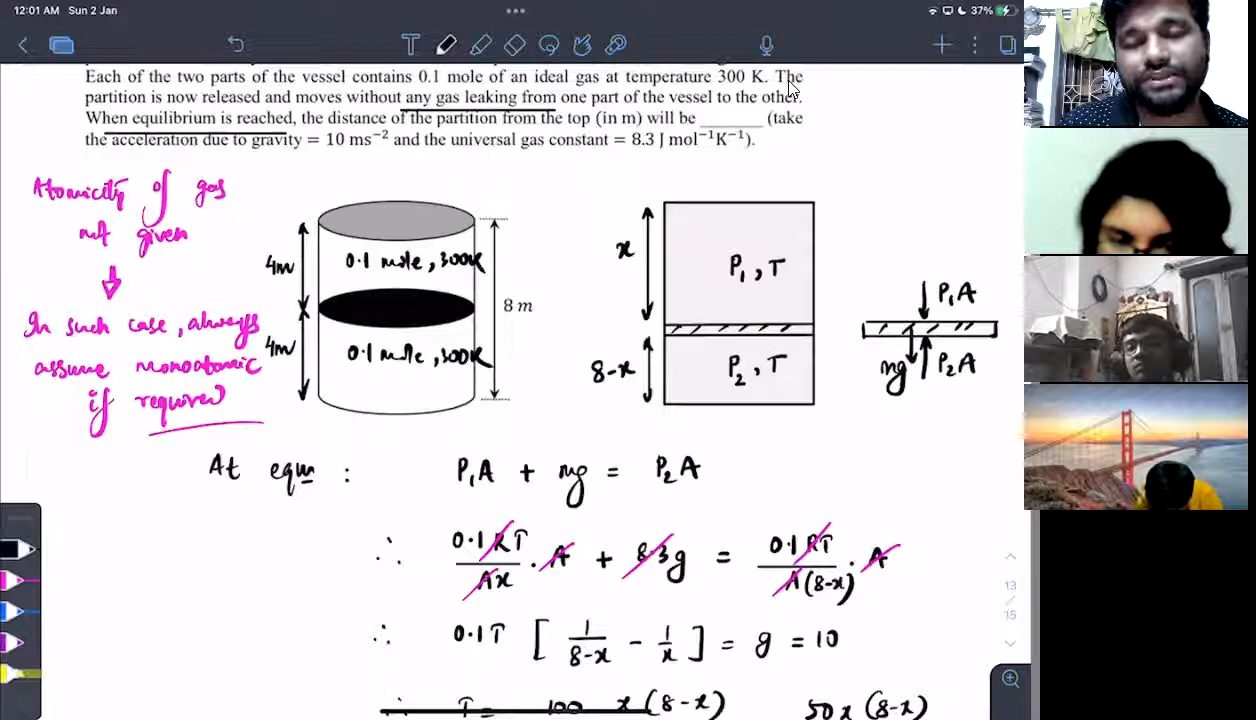 12:01 AM Sun 2 Jan
37%
Each of the two parts of the vessel contains 0.1 mole of an ideal gas at temperature 300 K. The
partition is now released and moves without any gas leaking from one part of the vessel to the other.
When equilibrium is reached, the distance of the partition from the top (in m) will be _______ (take
the acceleration due to gravity = 10 ms⁻² and the universal gas constant = 8.3 J mol⁻¹K⁻¹).
Atomicity of gas
not given
In such case, always
assume monoatomic
if required
4m
0.1 mole, 300K
8 m
4m
0.1 mole, 300K
x
P₁, T
8-x
P₂, T
P₁A
mg
P₂A
At eqm :
P₁A + mg = P₂A
∴ 0.1RT/Ax . A + 8.3g = 0.1RT/A(8-x) . A
∴ 0.1T [ 1/8-x - 1/x ] = g = 10
∴ T = 100 x(8-x) 50x(8-x)
13
15